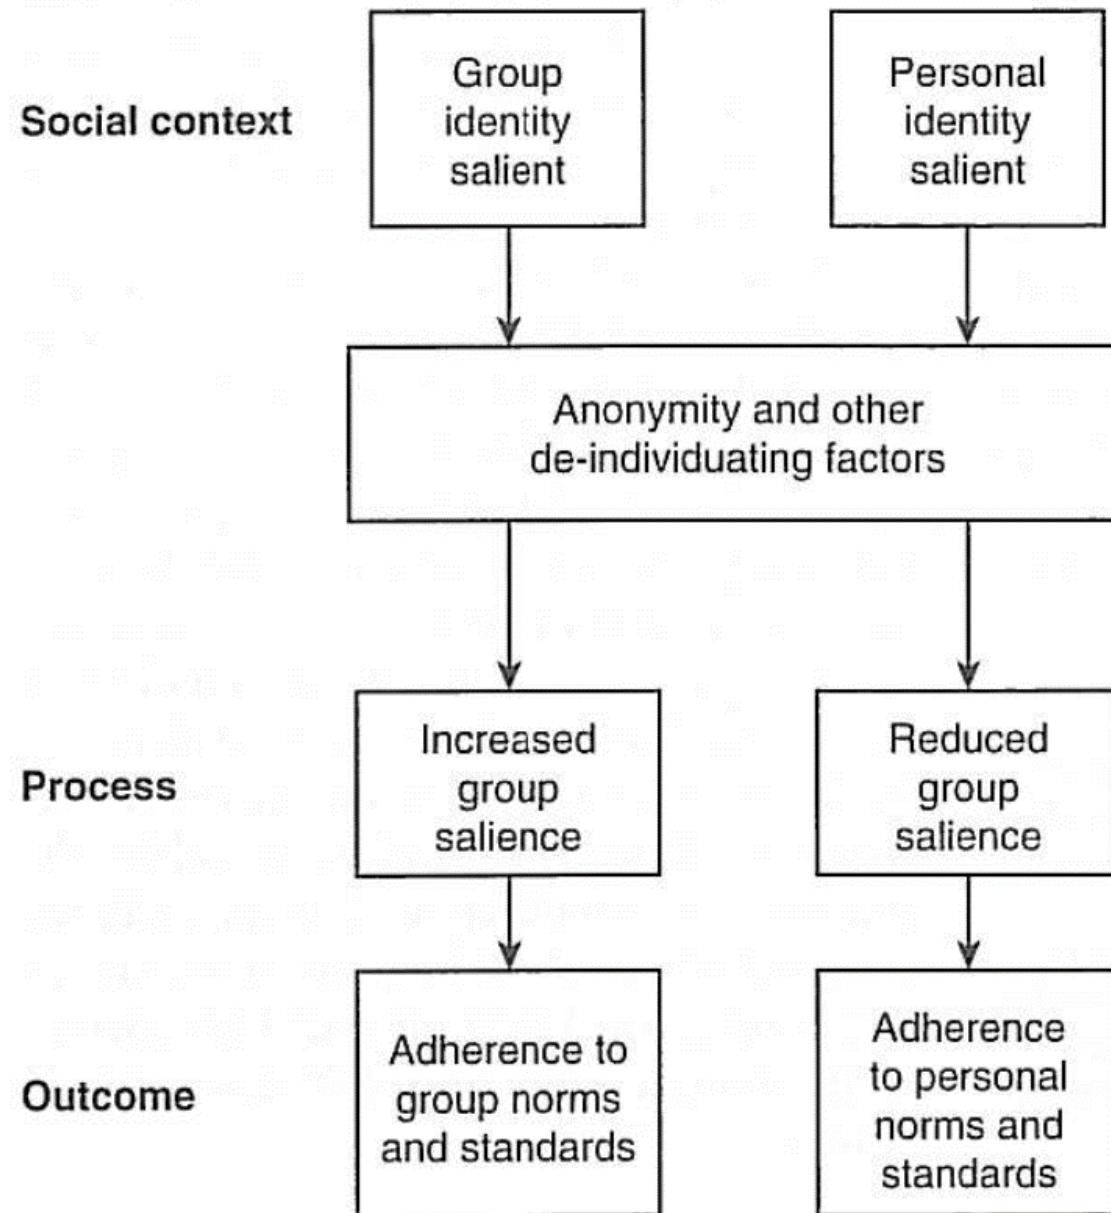 Social context
Group
identity
salient
Personal
identity
salient
Anonymity and other
de-individuating factors
Process
Increased
group
salience
Reduced
group
salience
Outcome
Adherence to
group norms
and standards
Adherence
to personal
norms and
standards